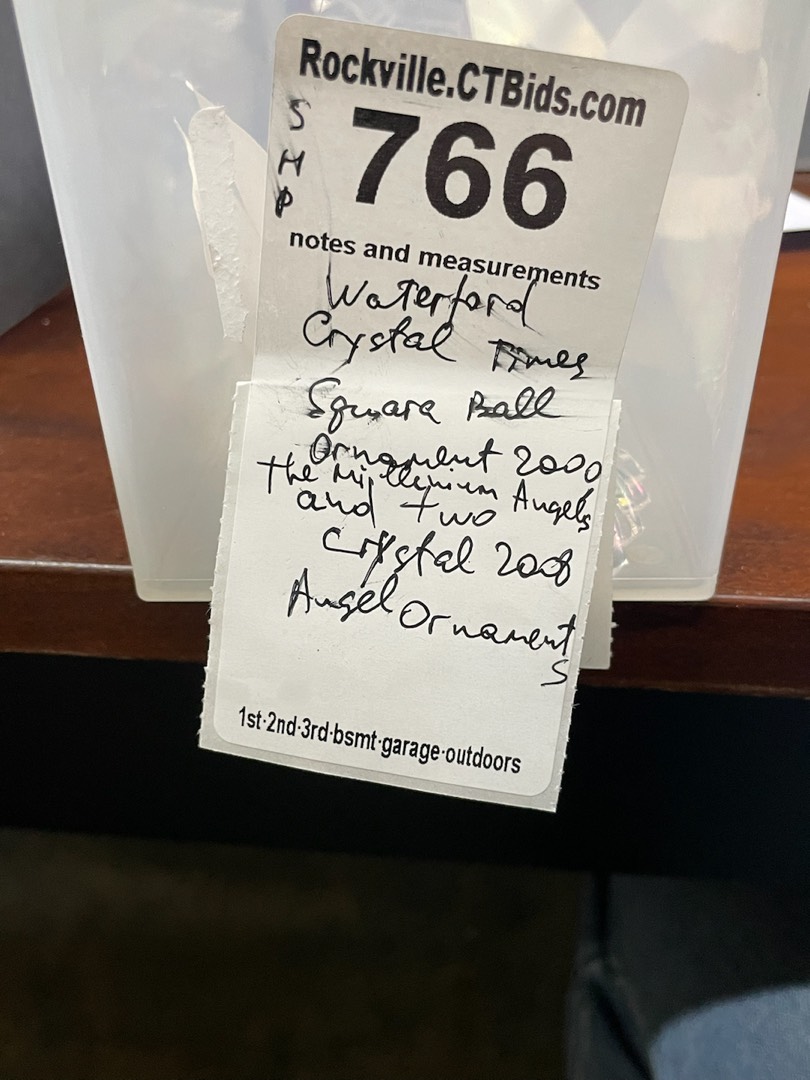 Rockville.CTBids.com
S
H
P
766
notes and measurements
Waterford
Crystal Times
Square Ball
Ornament 2000
The Millenium Angels
and two
Crystal 2008
Angel Ornament
s
1st·2nd·3rd·bsmt·garage·outdoors